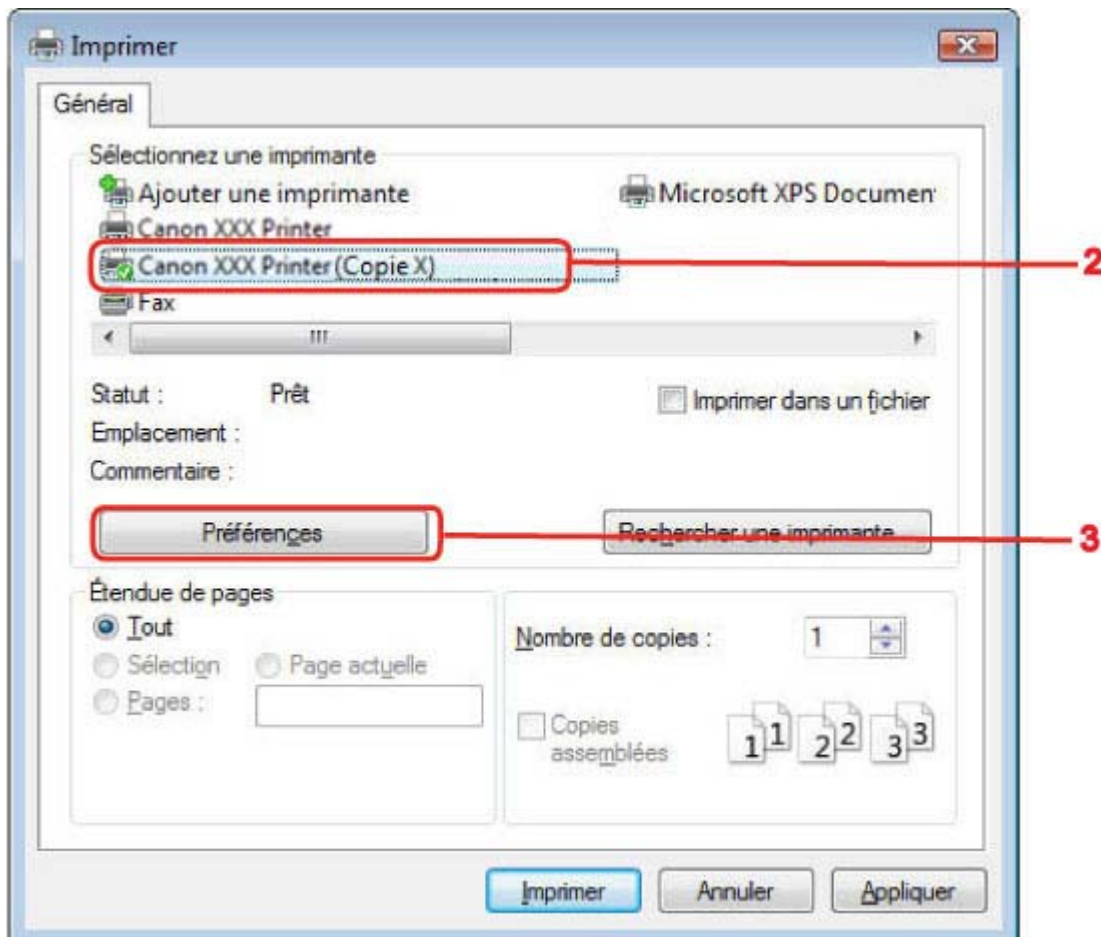 Imprimer
Général
Sélectionnez une imprimante
Ajouter une imprimante
Microsoft XPS Documen
Canon XXX Printer
Canon XXX Printer (Copie X)
2
Fax
Statut : Prêt
Imprimer dans un fichier
Emplacement :
Commentaire :
Préférences
Rechercher une imprimante...
3
Étendue de pages
Tout
Sélection
Page actuelle
Pages :
Nombre de copies : 1
Copies
assemblées
1 1 2 2 3 3
Imprimer
Annuler
Appliquer